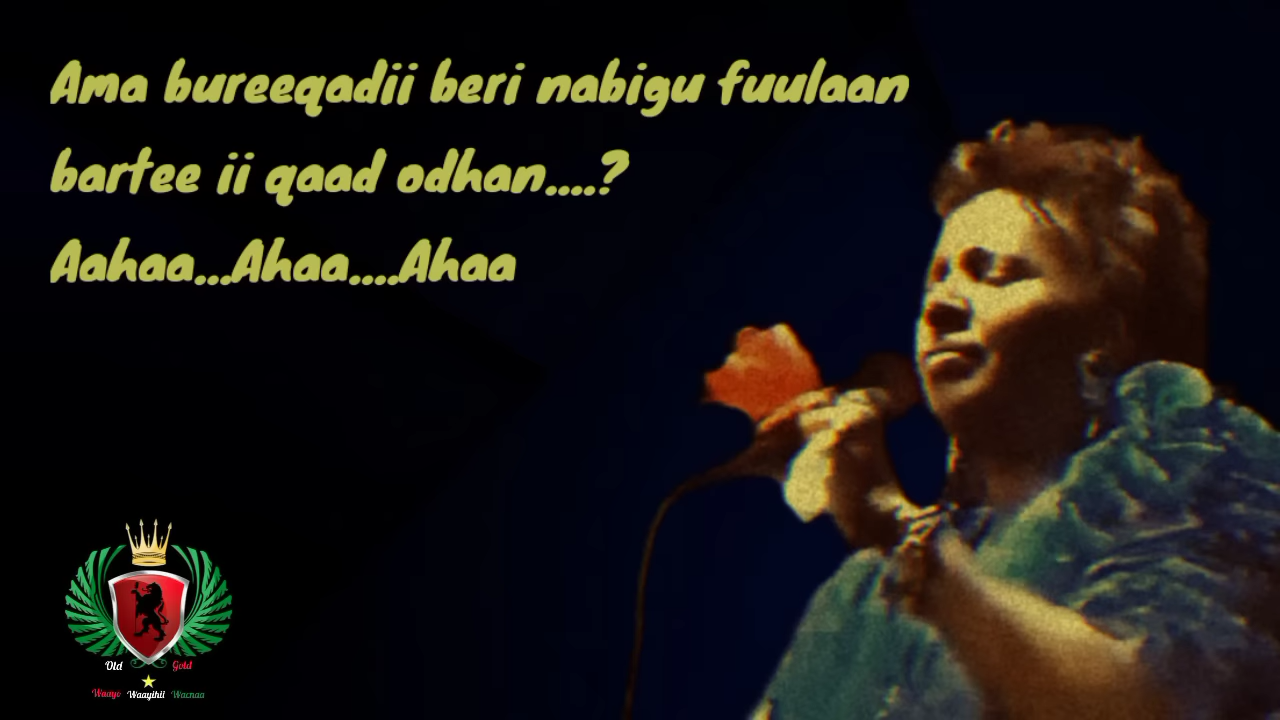 Ama bureeqadii beri nabigu fuulaan
bartee ii qaad odhan....?
Aahaa...Ahaa....Ahaa
Old Gold
Waayo Waayihii Wacnaa